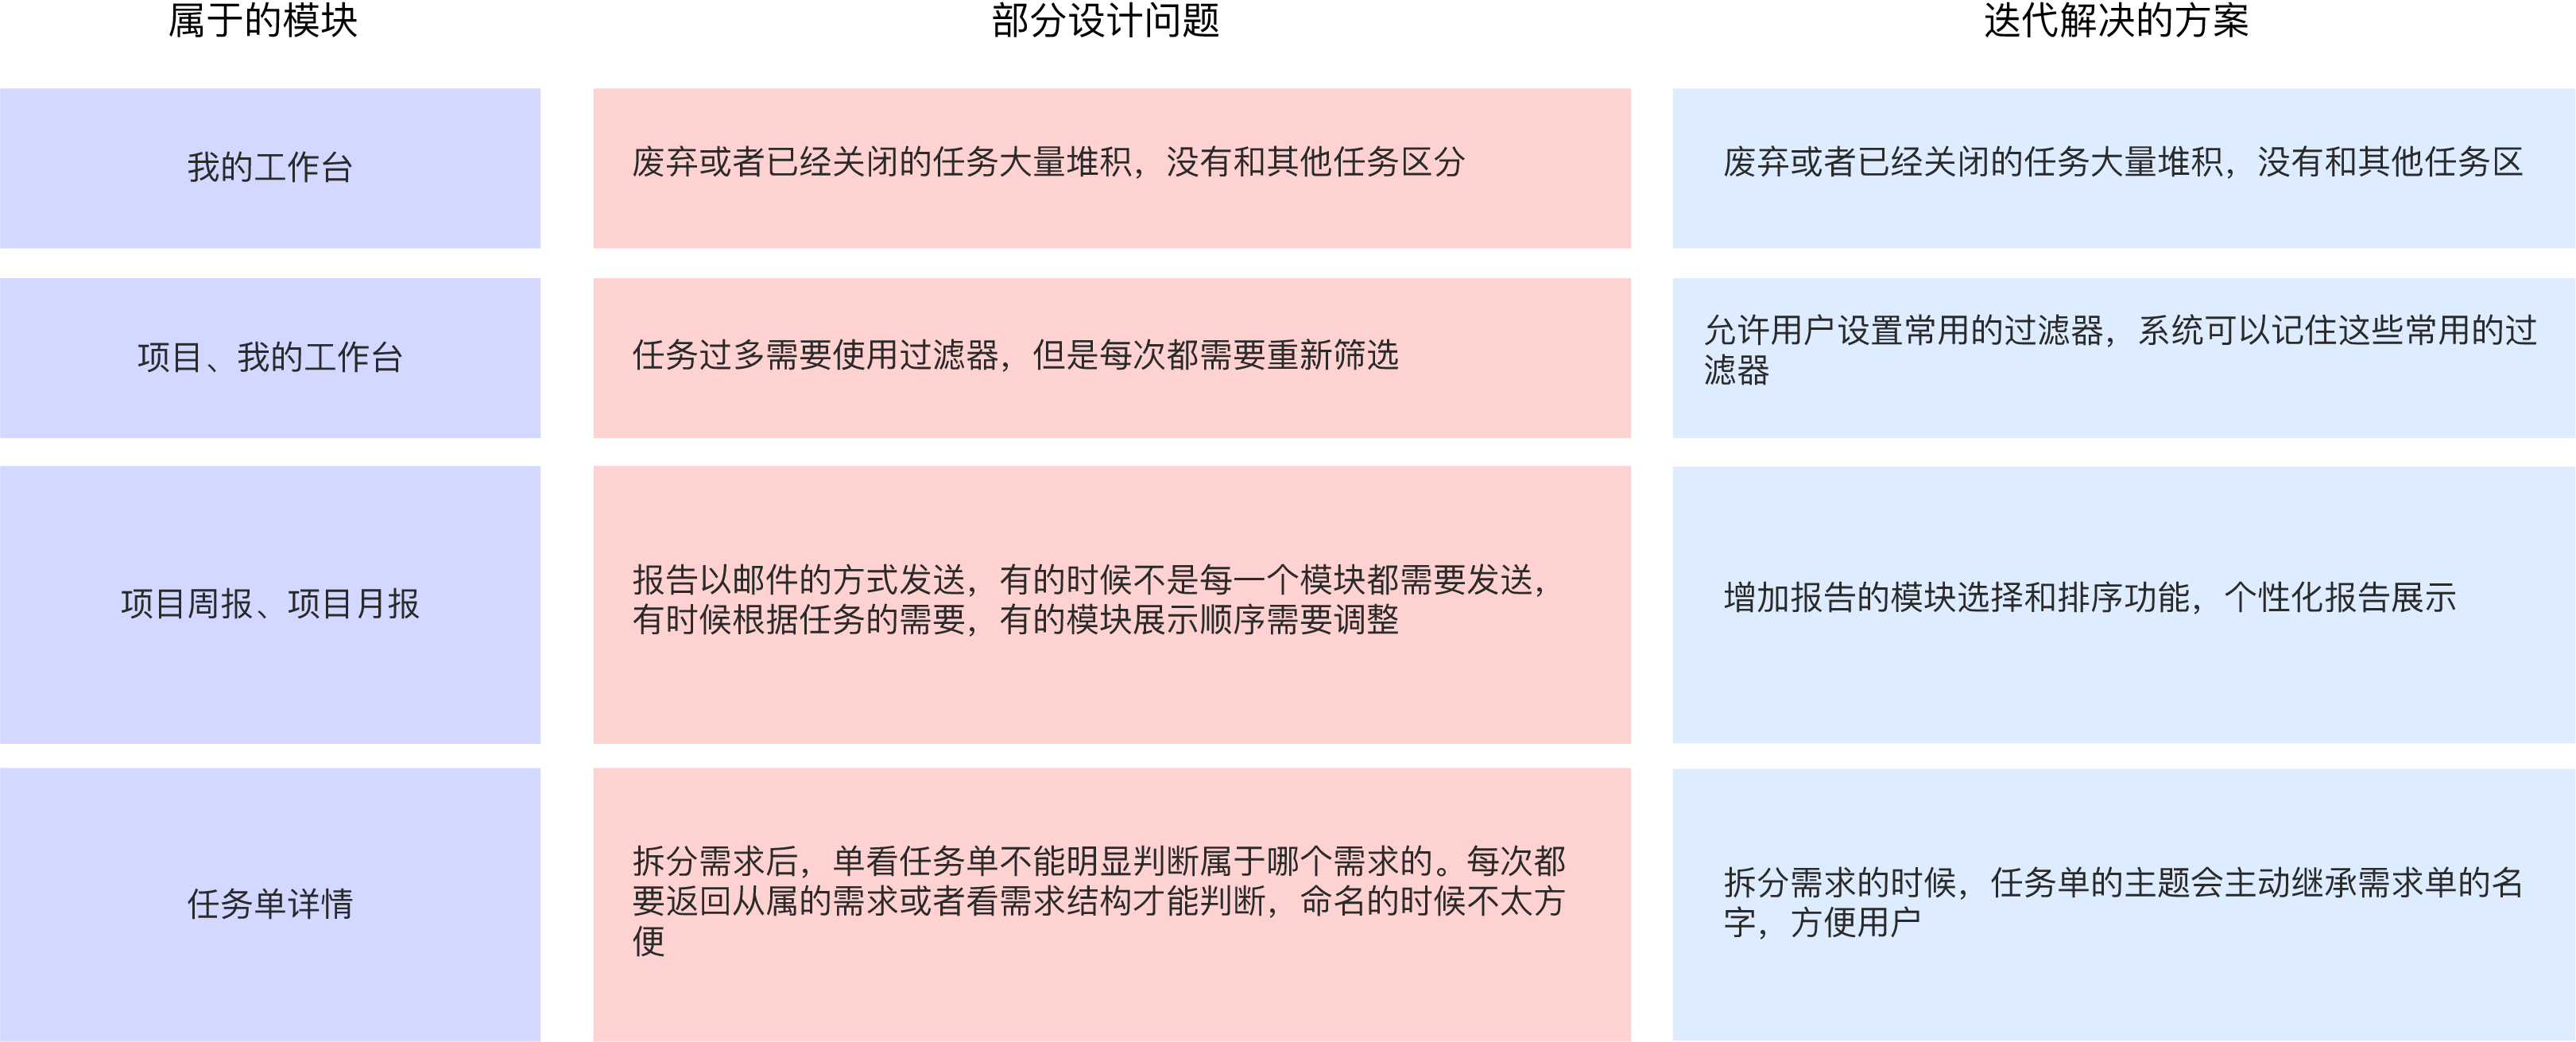 属于的模块
部分设计问题
迭代解决的方案
我的工作台
废弃或者已经关闭的任务大量堆积，没有和其他任务区分
废弃或者已经关闭的任务大量堆积，没有和其他任务区
项目、我的工作台
任务过多需要使用过滤器，但是每次都需要重新筛选
允许用户设置常用的过滤器，系统可以记住这些常用的过
滤器
项目周报、项目月报
报告以邮件的方式发送，有的时候不是每一个模块都需要发送，
有时候根据任务的需要，有的模块展示顺序需要调整
增加报告的模块选择和排序功能，个性化报告展示
任务单详情
拆分需求后，单看任务单不能明显判断属于哪个需求的。每次都
要返回从属的需求或者看需求结构才能判断，命名的时候不太方
便
拆分需求的时候，任务单的主题会主动继承需求单的名
字，方便用户